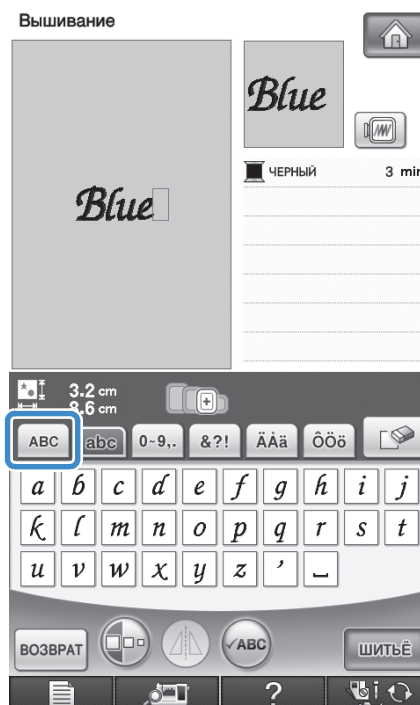 Вышивание
Blue
Blue
ЧЕРНЫЙ 3 min
3.2 cm
8.6 cm
ABC abc 0~9,. &?! ÄÅä ÔÖö
a b c d e f g h i j
k l m n o p q r s t
u v w x y z ’ ⎵
ВОЗВРАТ ✓ABC ШИТЬЁ
?